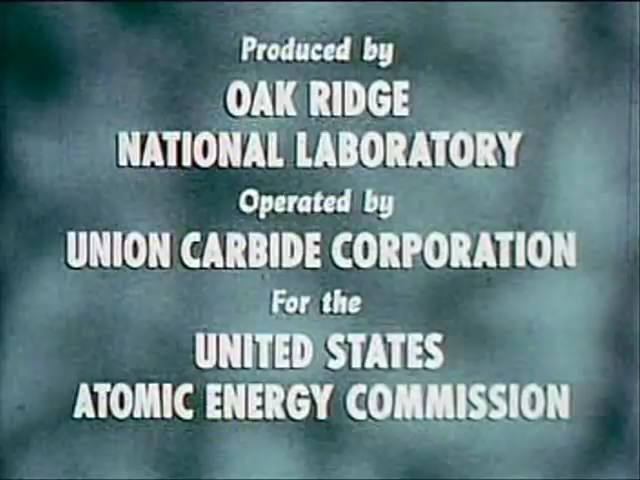 Produced by
OAK RIDGE
NATIONAL LABORATORY
Operated by
UNION CARBIDE CORPORATION
For the
UNITED STATES
ATOMIC ENERGY COMMISSION